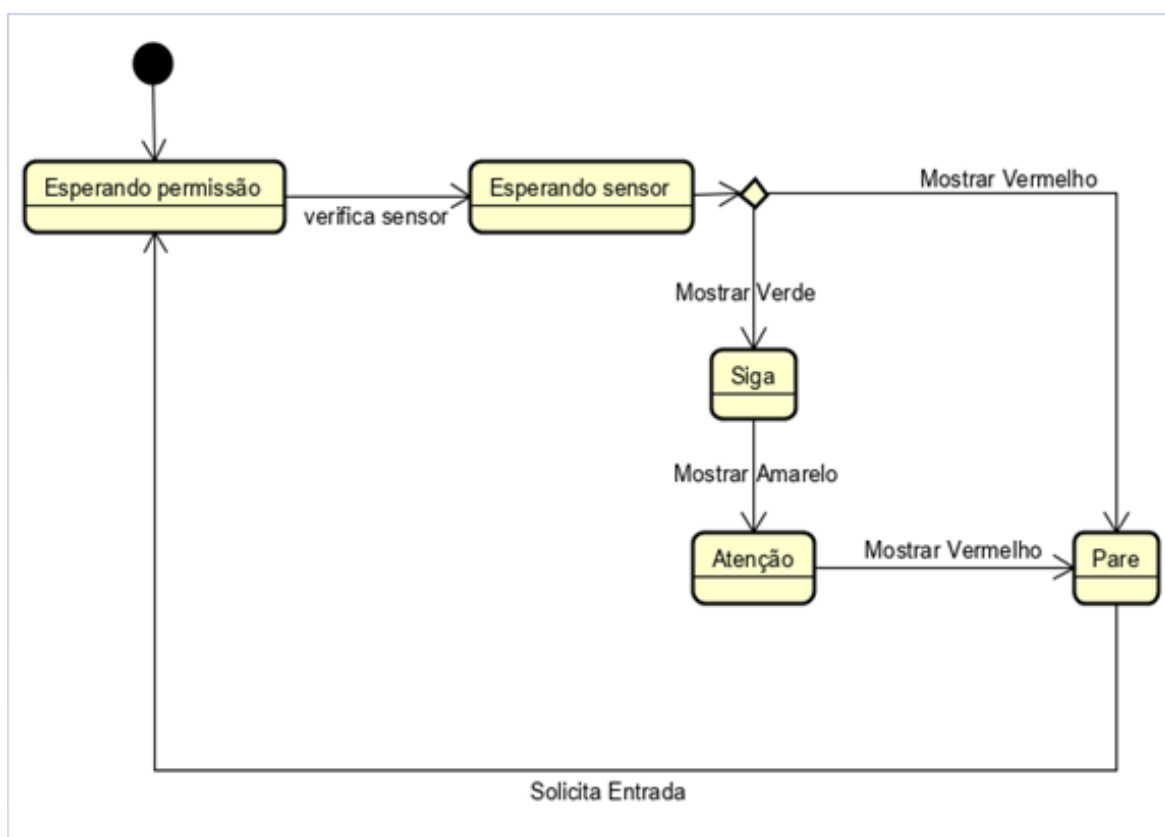 Esperando permissão
verifica sensor
Esperando sensor
Mostrar Vermelho
Mostrar Verde
Siga
Mostrar Amarelo
Atenção
Mostrar Vermelho
Pare
Solicita Entrada